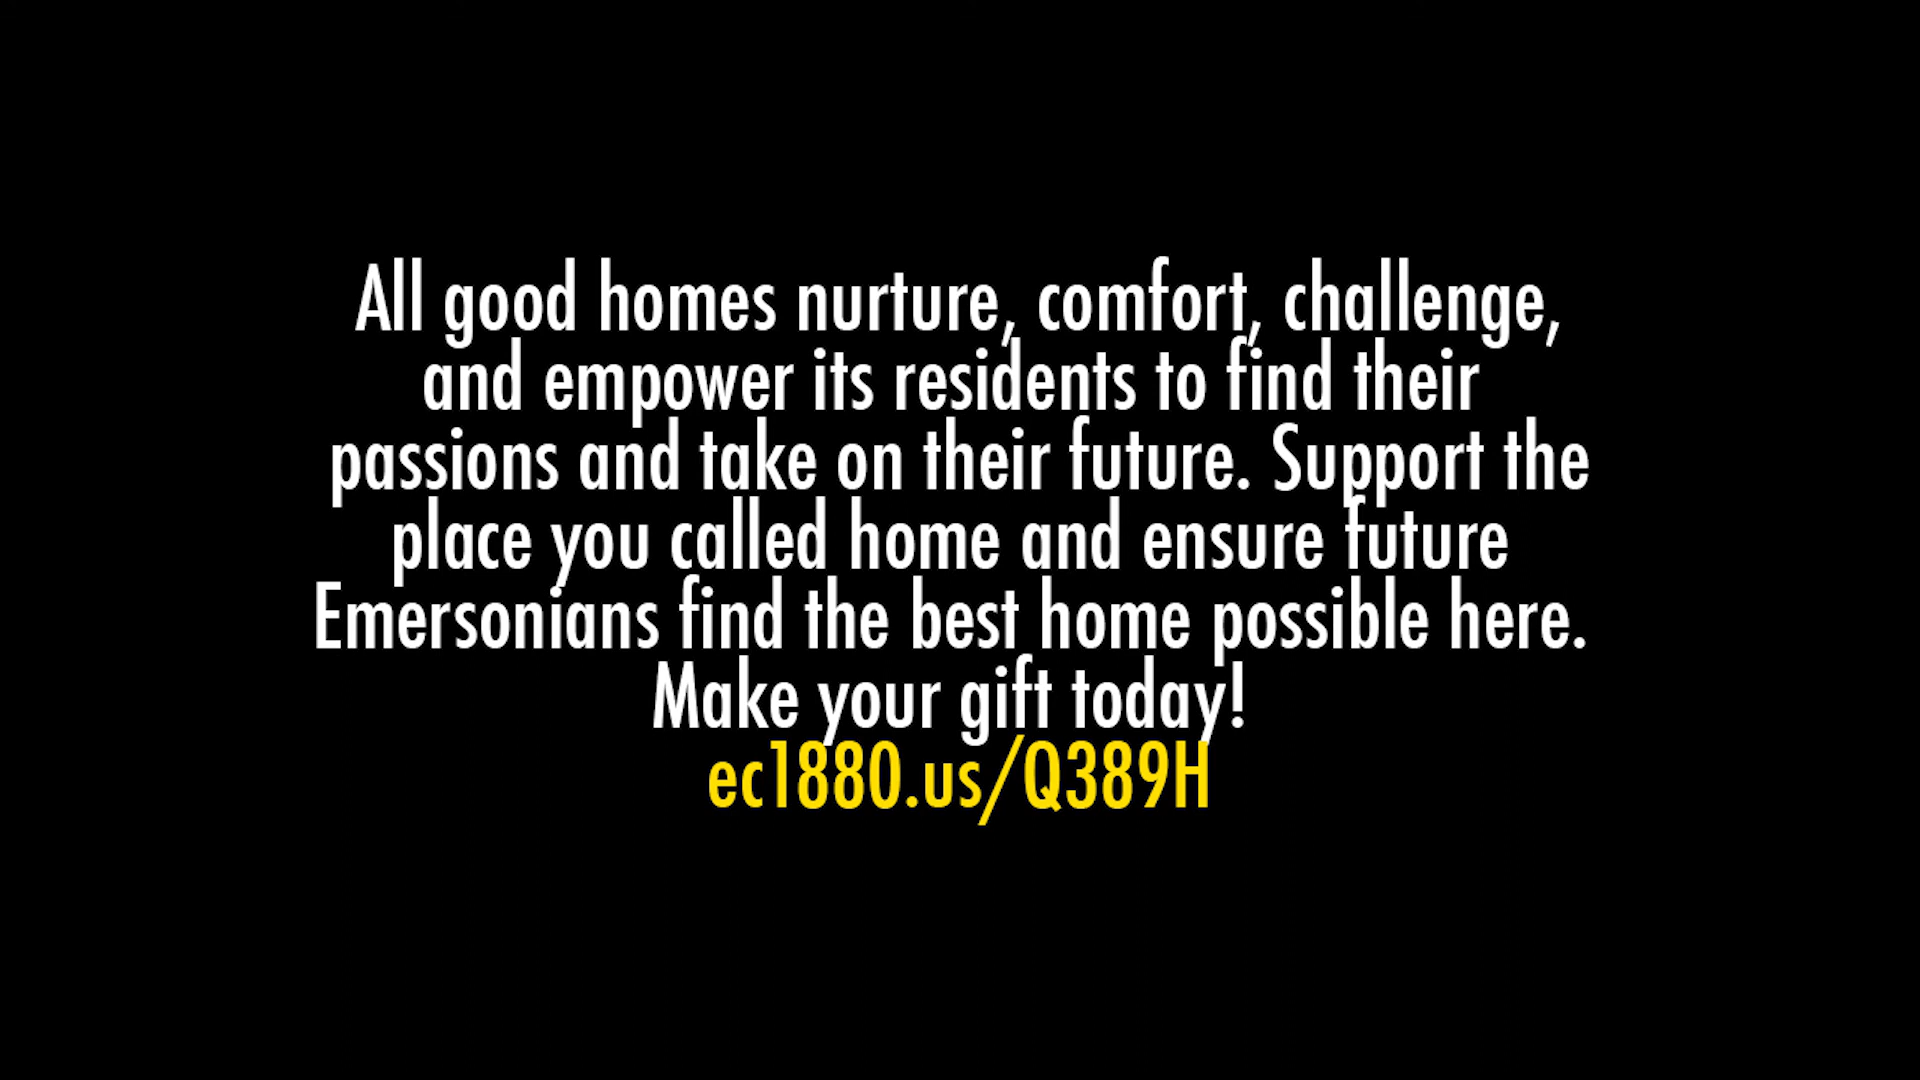 All good homes nurture, comfort, challenge,
and empower its residents to find their
passions and take on their future. Support the
place you called home and ensure future
Emersonians find the best home possible here.
Make your gift today!
ec1880.us/Q389H